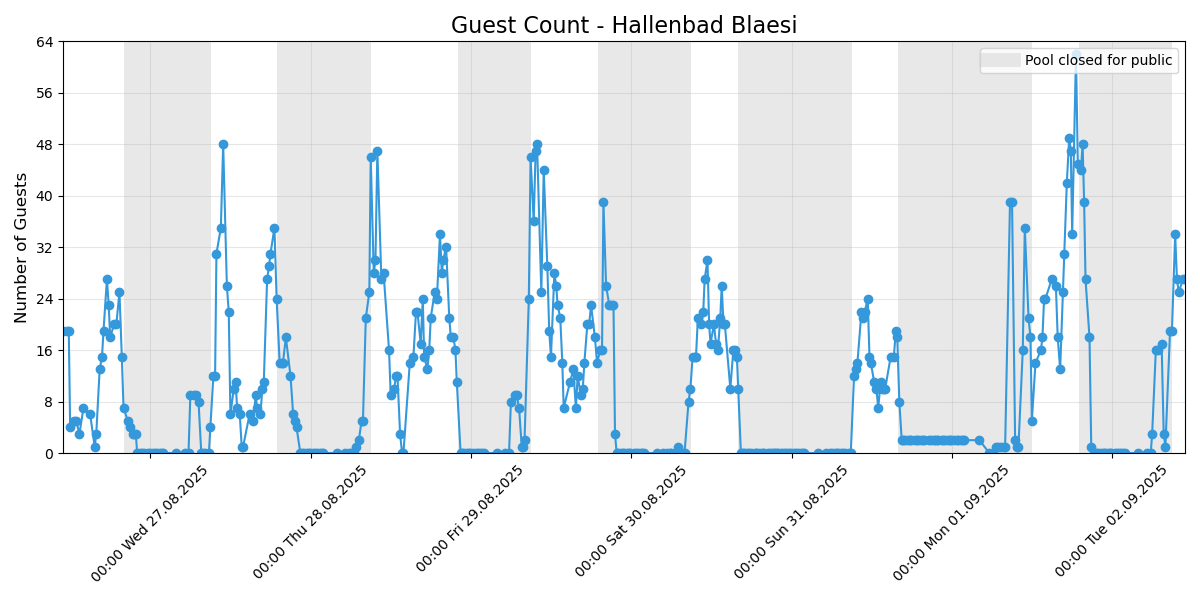 Guest Count - Hallenbad Blaesi
Pool closed for public
Number of Guests
64
56
48
40
32
24
16
8
0
00:00 Wed 27.08.2025
00:00 Thu 28.08.2025
00:00 Fri 29.08.2025
00:00 Sat 30.08.2025
00:00 Sun 31.08.2025
00:00 Mon 01.09.2025
00:00 Tue 02.09.2025